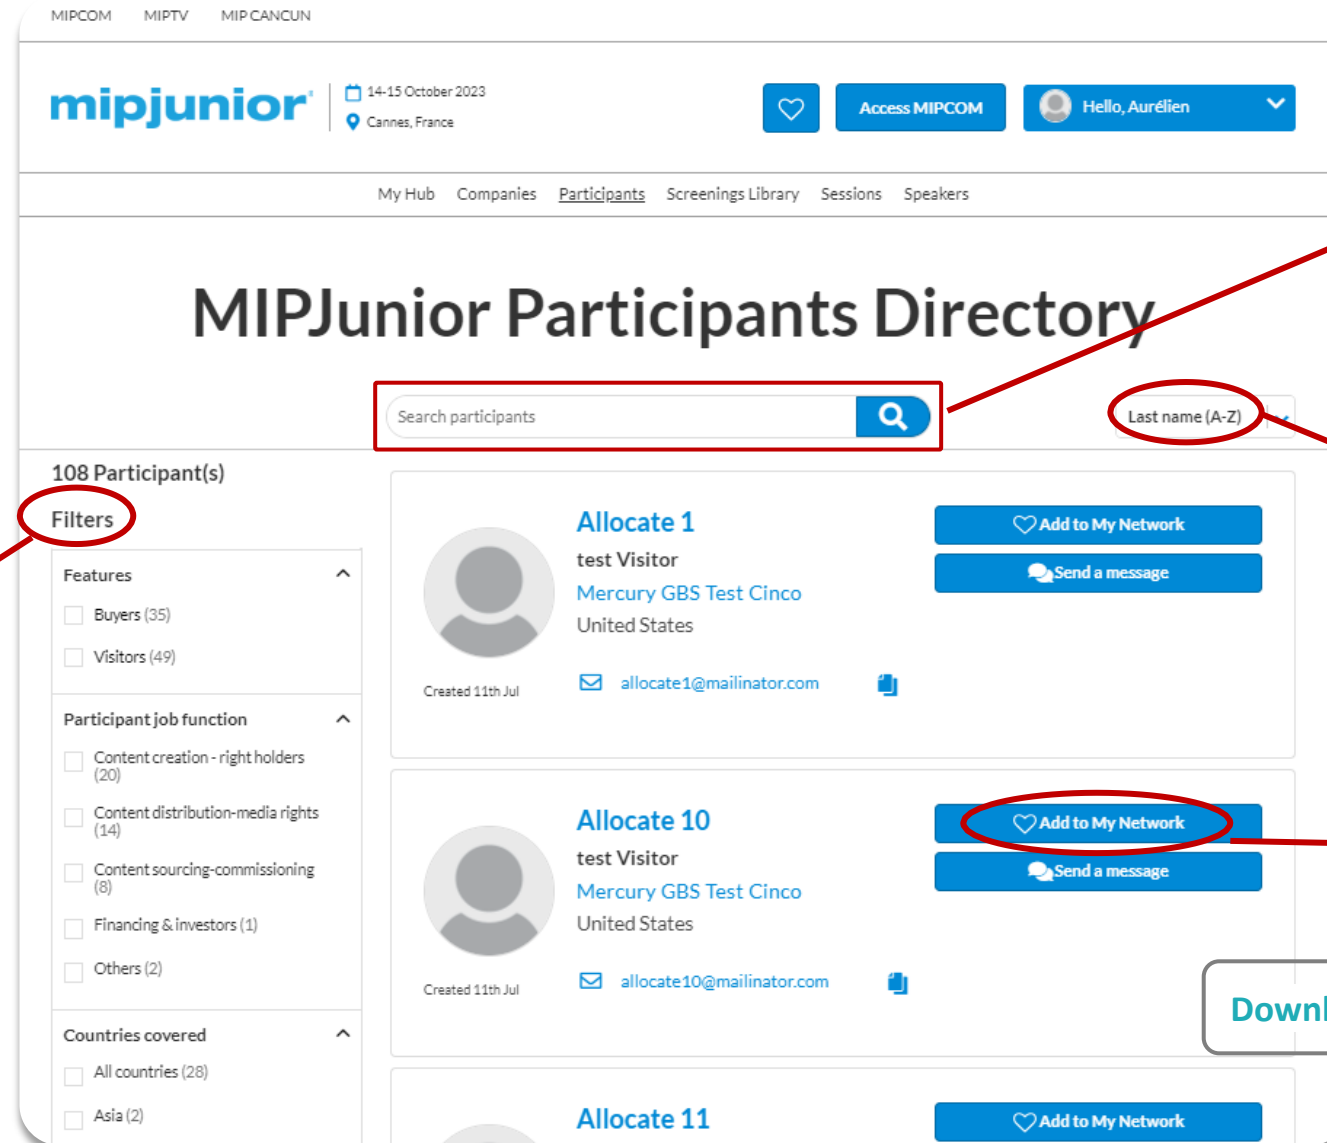 MIPCOM MIPTV MIP CANCUN
mipjunior
14-15 October 2023
Cannes, France
Access MIPCOM
Hello, Aurélien
My Hub Companies Participants Screenings Library Sessions Speakers
MIPJunior Participants Directory
Search participants
Last name (A-Z)
108 Participant(s)
Filters
Features
Buyers (35)
Visitors (49)
Participant job function
Content creation - right holders
(20)
Content distribution-media rights
(14)
Content sourcing-commissioning
(8)
Financing & investors (1)
Others (2)
Countries covered
All countries (28)
Asia (2)
Allocate 1
test Visitor
Mercury GBS Test Cinco
United States
Created 11th Jul
allocate1@mailinator.com
Add to My Network
Send a message
Allocate 10
test Visitor
Mercury GBS Test Cinco
United States
Created 11th Jul
allocate10@mailinator.com
Add to My Network
Send a message
Allocate 11
Add to My Network